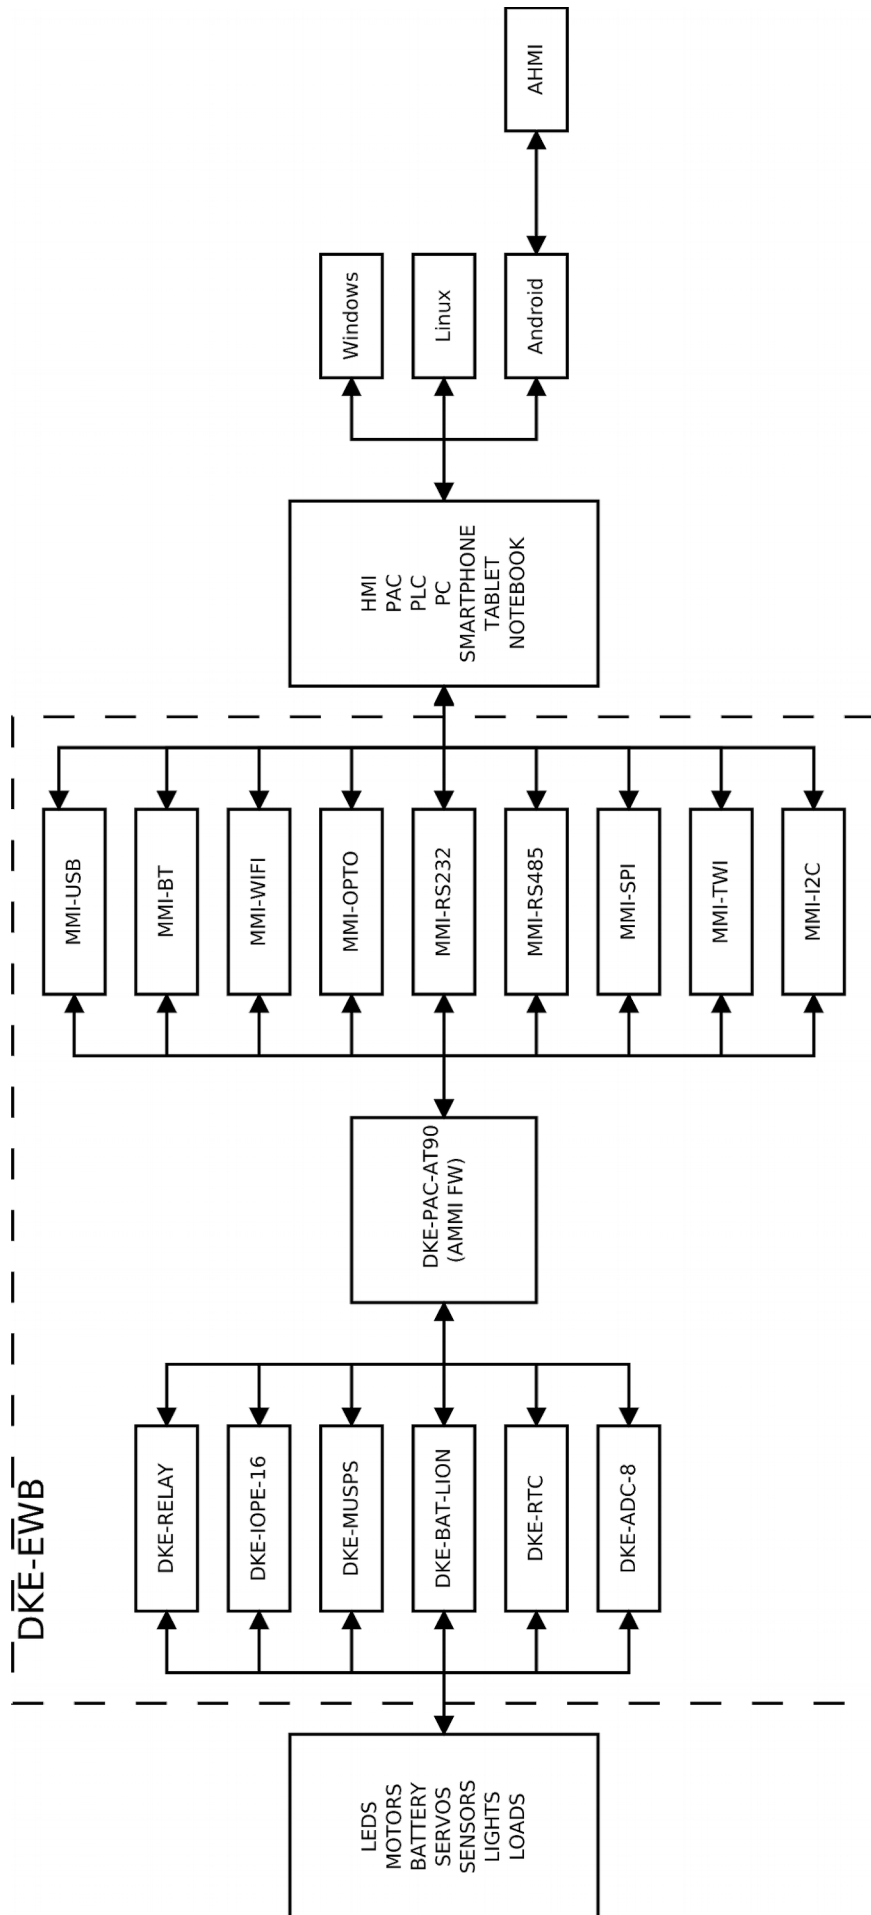 DKE-EWB
LEDS
MOTORS
BATTERY
SERVOS
SENSORS
LIGHTS
LOADS
DKE-RELAY
DKE-IOPE-16
DKE-MUSPS
DKE-BAT-LION
DKE-RTC
DKE-ADC-8
DKE-PAC-AT90
(AMMI FW)
MMI-USB
MMI-BT
MMI-WIFI
MMI-OPTO
MMI-RS232
MMI-RS485
MMI-SPI
MMI-TWI
MMI-I2C
HMI
PAC
PLC
PC
SMARTPHONE
TABLET
NOTEBOOK
Windows
Linux
Android
AHMI